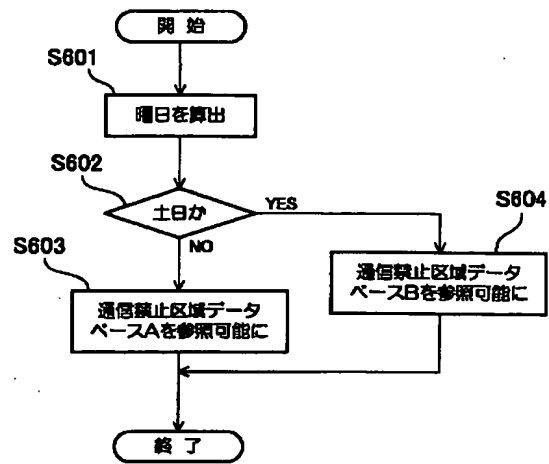 開 始
S601
曜日を算出
S602
土日か
YES
NO
S603
通信禁止区域データ
ベースAを参照可能に
S604
通信禁止区域データ
ベースBを参照可能に
終 了